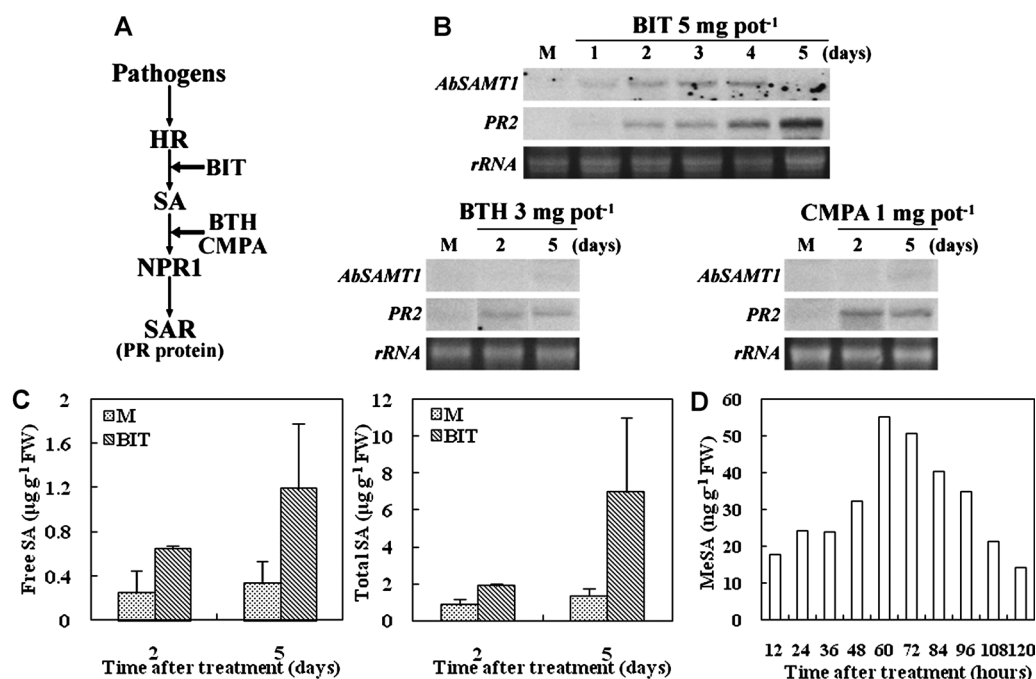 A
Pathogens
HR
BIT
SA
BTH
CMPA
NPR1
SAR
(PR protein)
B
BIT 5 mg pot-1
M 1 2 3 4 5 (days)
AbSAMT1
PR2
rRNA
BTH 3 mg pot-1
M 2 5 (days)
AbSAMT1
PR2
rRNA
CMPA 1 mg pot-1
M 2 5 (days)
AbSAMT1
PR2
rRNA
C
Free SA (µg g-1 FW)
2
1.6
1.2
0.8
0.4
0
M
BIT
2 5
Time after treatment (days)
Total SA (µg g-1 FW)
12
10
8
6
4
2
0
M
BIT
2 5
Time after treatment (days)
D
MeSA (ng g-1 FW)
60
50
40
30
20
10
0
12 24 36 48 60 72 84 96 108 120
Time after treatment (hours)